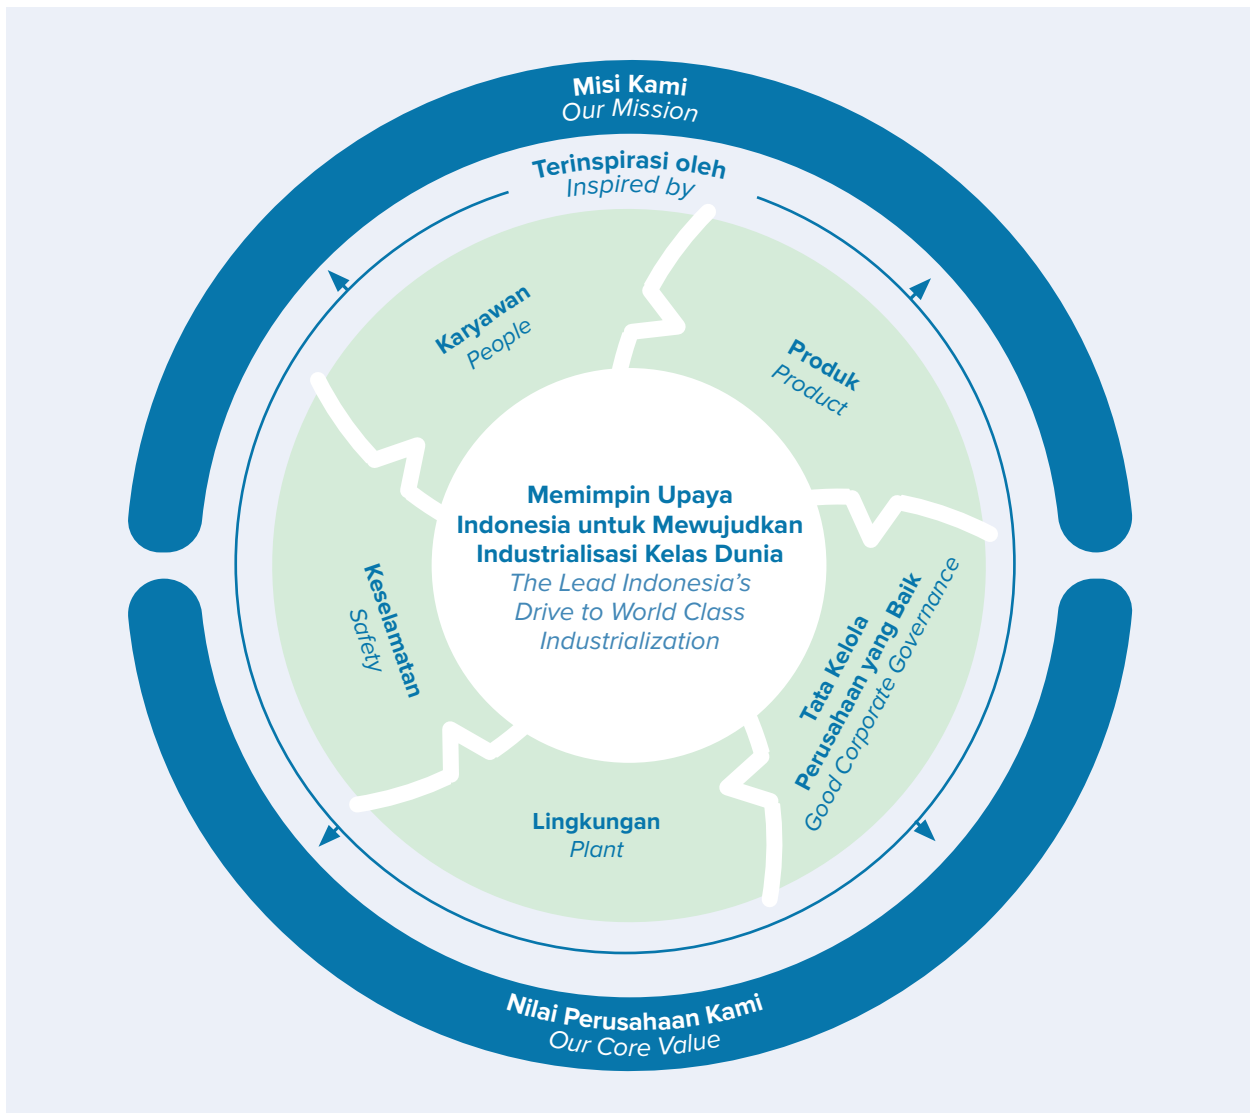 Misi Kami
Our Mission
Terinspirasi oleh
Inspired by
Karyawan
People
Produk
Product
Memimpin Upaya
Indonesia untuk Mewujudkan
Industrialisasi Kelas Dunia
The Lead Indonesia's
Drive to World Class
Industrialization
Keselamatan
Safety
Tata Kelola
Perusahaan yang Baik
Good Corporate Governance
Lingkungan
Plant
Nilai Perusahaan Kami
Our Core Value